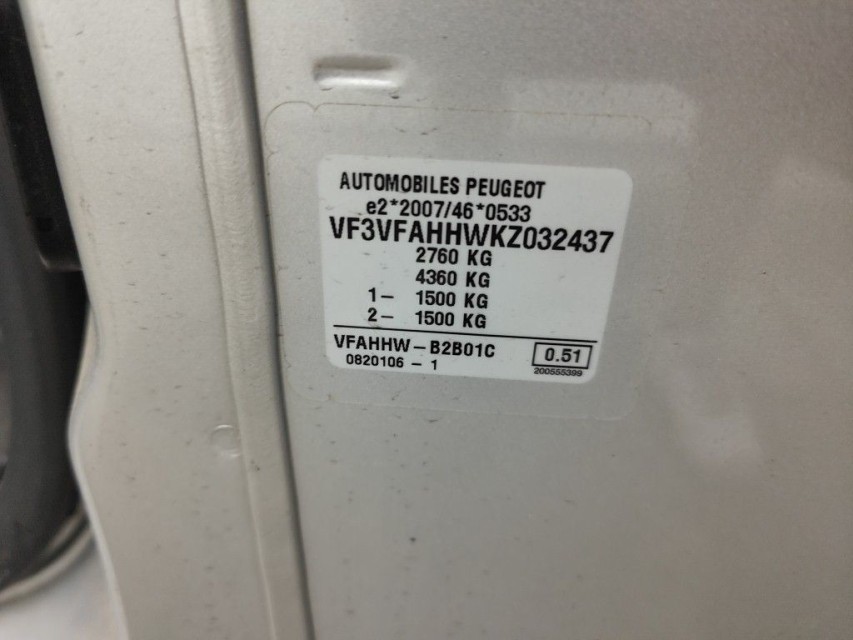 AUTOMOBILES PEUGEOT
e2*2007/46*0533
VF3VFAHHWKZ032437
2760 KG
4360 KG
1- 1500 KG
2- 1500 KG
VFAHHW-B2B01C 0.51
0820106 - 1 200555399